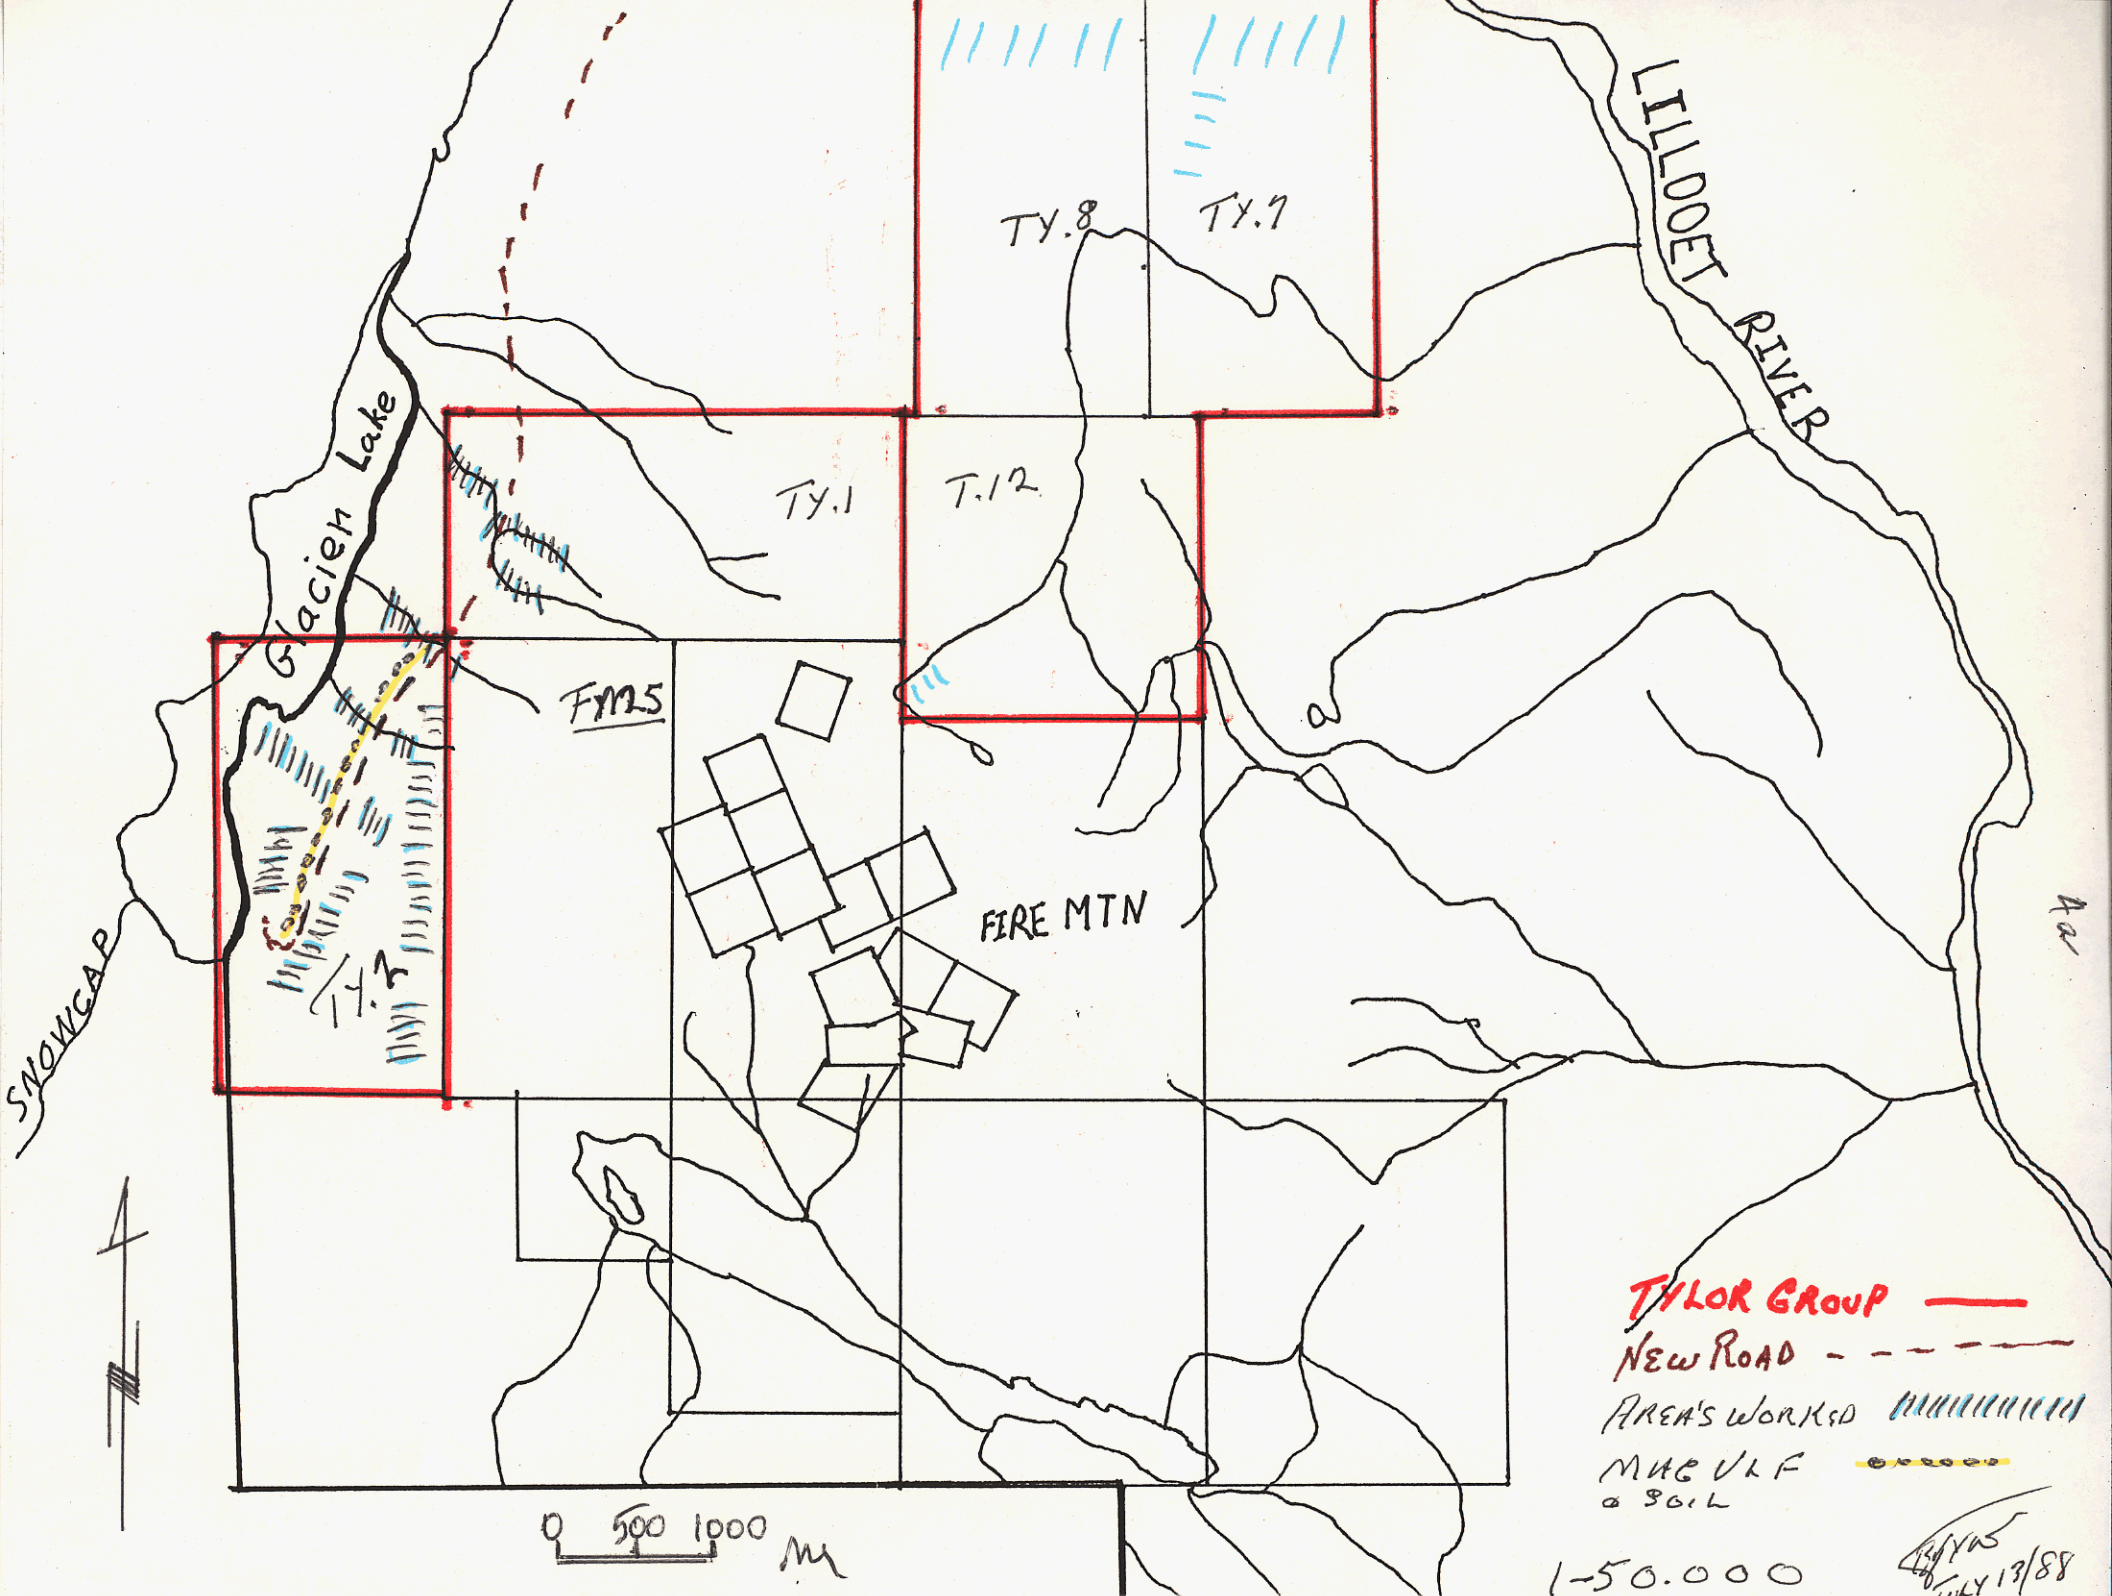 LILLOOET RIVER
TY.8
TY.7
Glacier Lake
TY.1
T.12
FIRE MTN
TY.2
SNOWCAP
TYLOR GROUP
NEW ROAD
AREA'S WORKED
MAG VLF
SOIL
0 500 1000
1-50.000
JULY 13/88